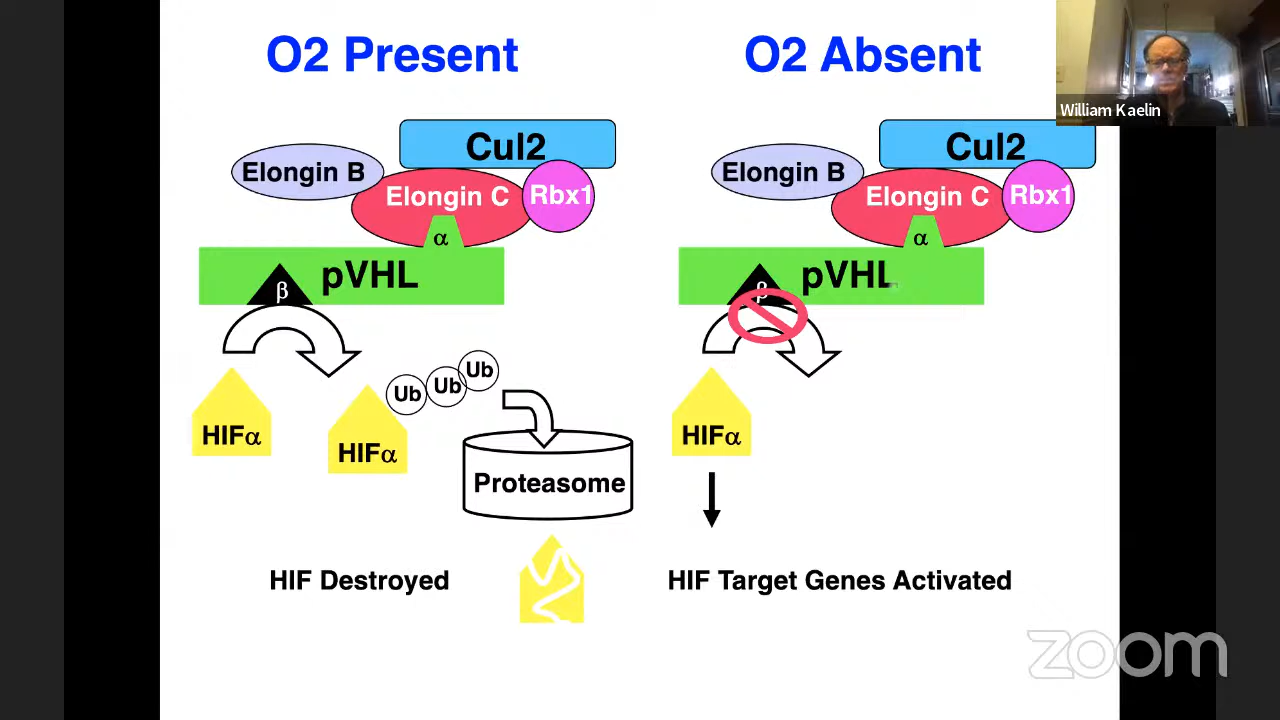 O2 Present
O2 Absent
William Kaelin
Cul2
Elongin B
Elongin C
Rbx1
α
pVHL
β
Ub
Ub
Ub
HIFα
HIFα
Proteasome
HIF Destroyed
Cul2
Elongin B
Elongin C
Rbx1
α
pVHL
β
HIFα
HIF Target Genes Activated
zoom